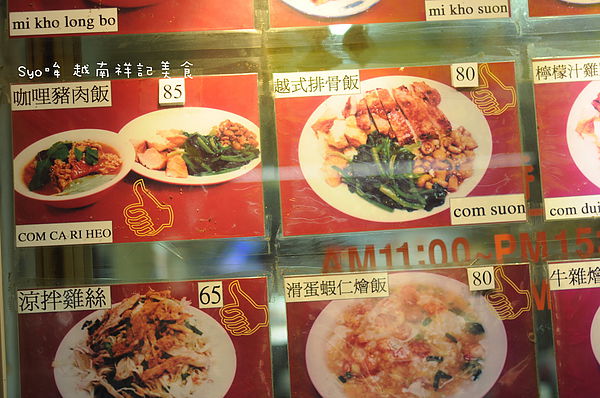 mi kho long bo
mi kho suon
Syo哞 越南祥記美食
咖哩豬肉飯
85
COM CA RI HEO
越式排骨飯
80
com suon
檸檬汁雞
com dui
AM11:00~PM
涼拌雞絲
65
滑蛋蝦仁燴飯
80
牛雜燴